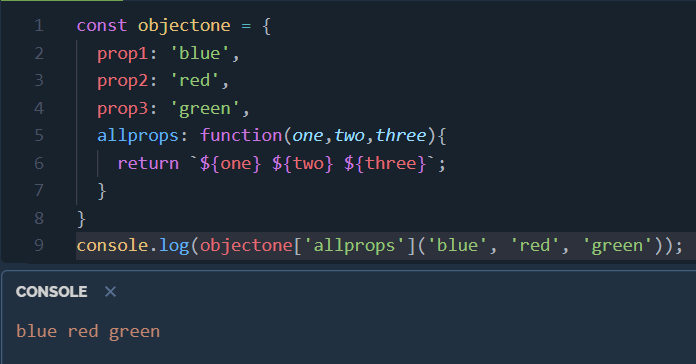 1 const objectone = {
2   prop1: 'blue',
3   prop2: 'red',
4   prop3: 'green',
5   allprops: function(one,two,three){
6     return `${one} ${two} ${three}`;
7   }
8 }
9 console.log(objectone['allprops']('blue', 'red', 'green'));
CONSOLE ×
blue red green